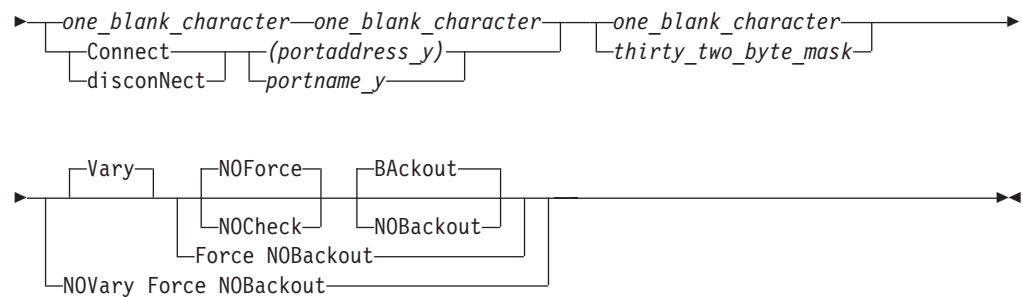 one_blank_character one_blank_character one_blank_character
Connect (portaddress_y) thirty_two_byte_mask
disconNect portname_y
Vary NOForce BAckout
NOCheck NOBackout
Force NOBackout
NOVary Force NOBackout